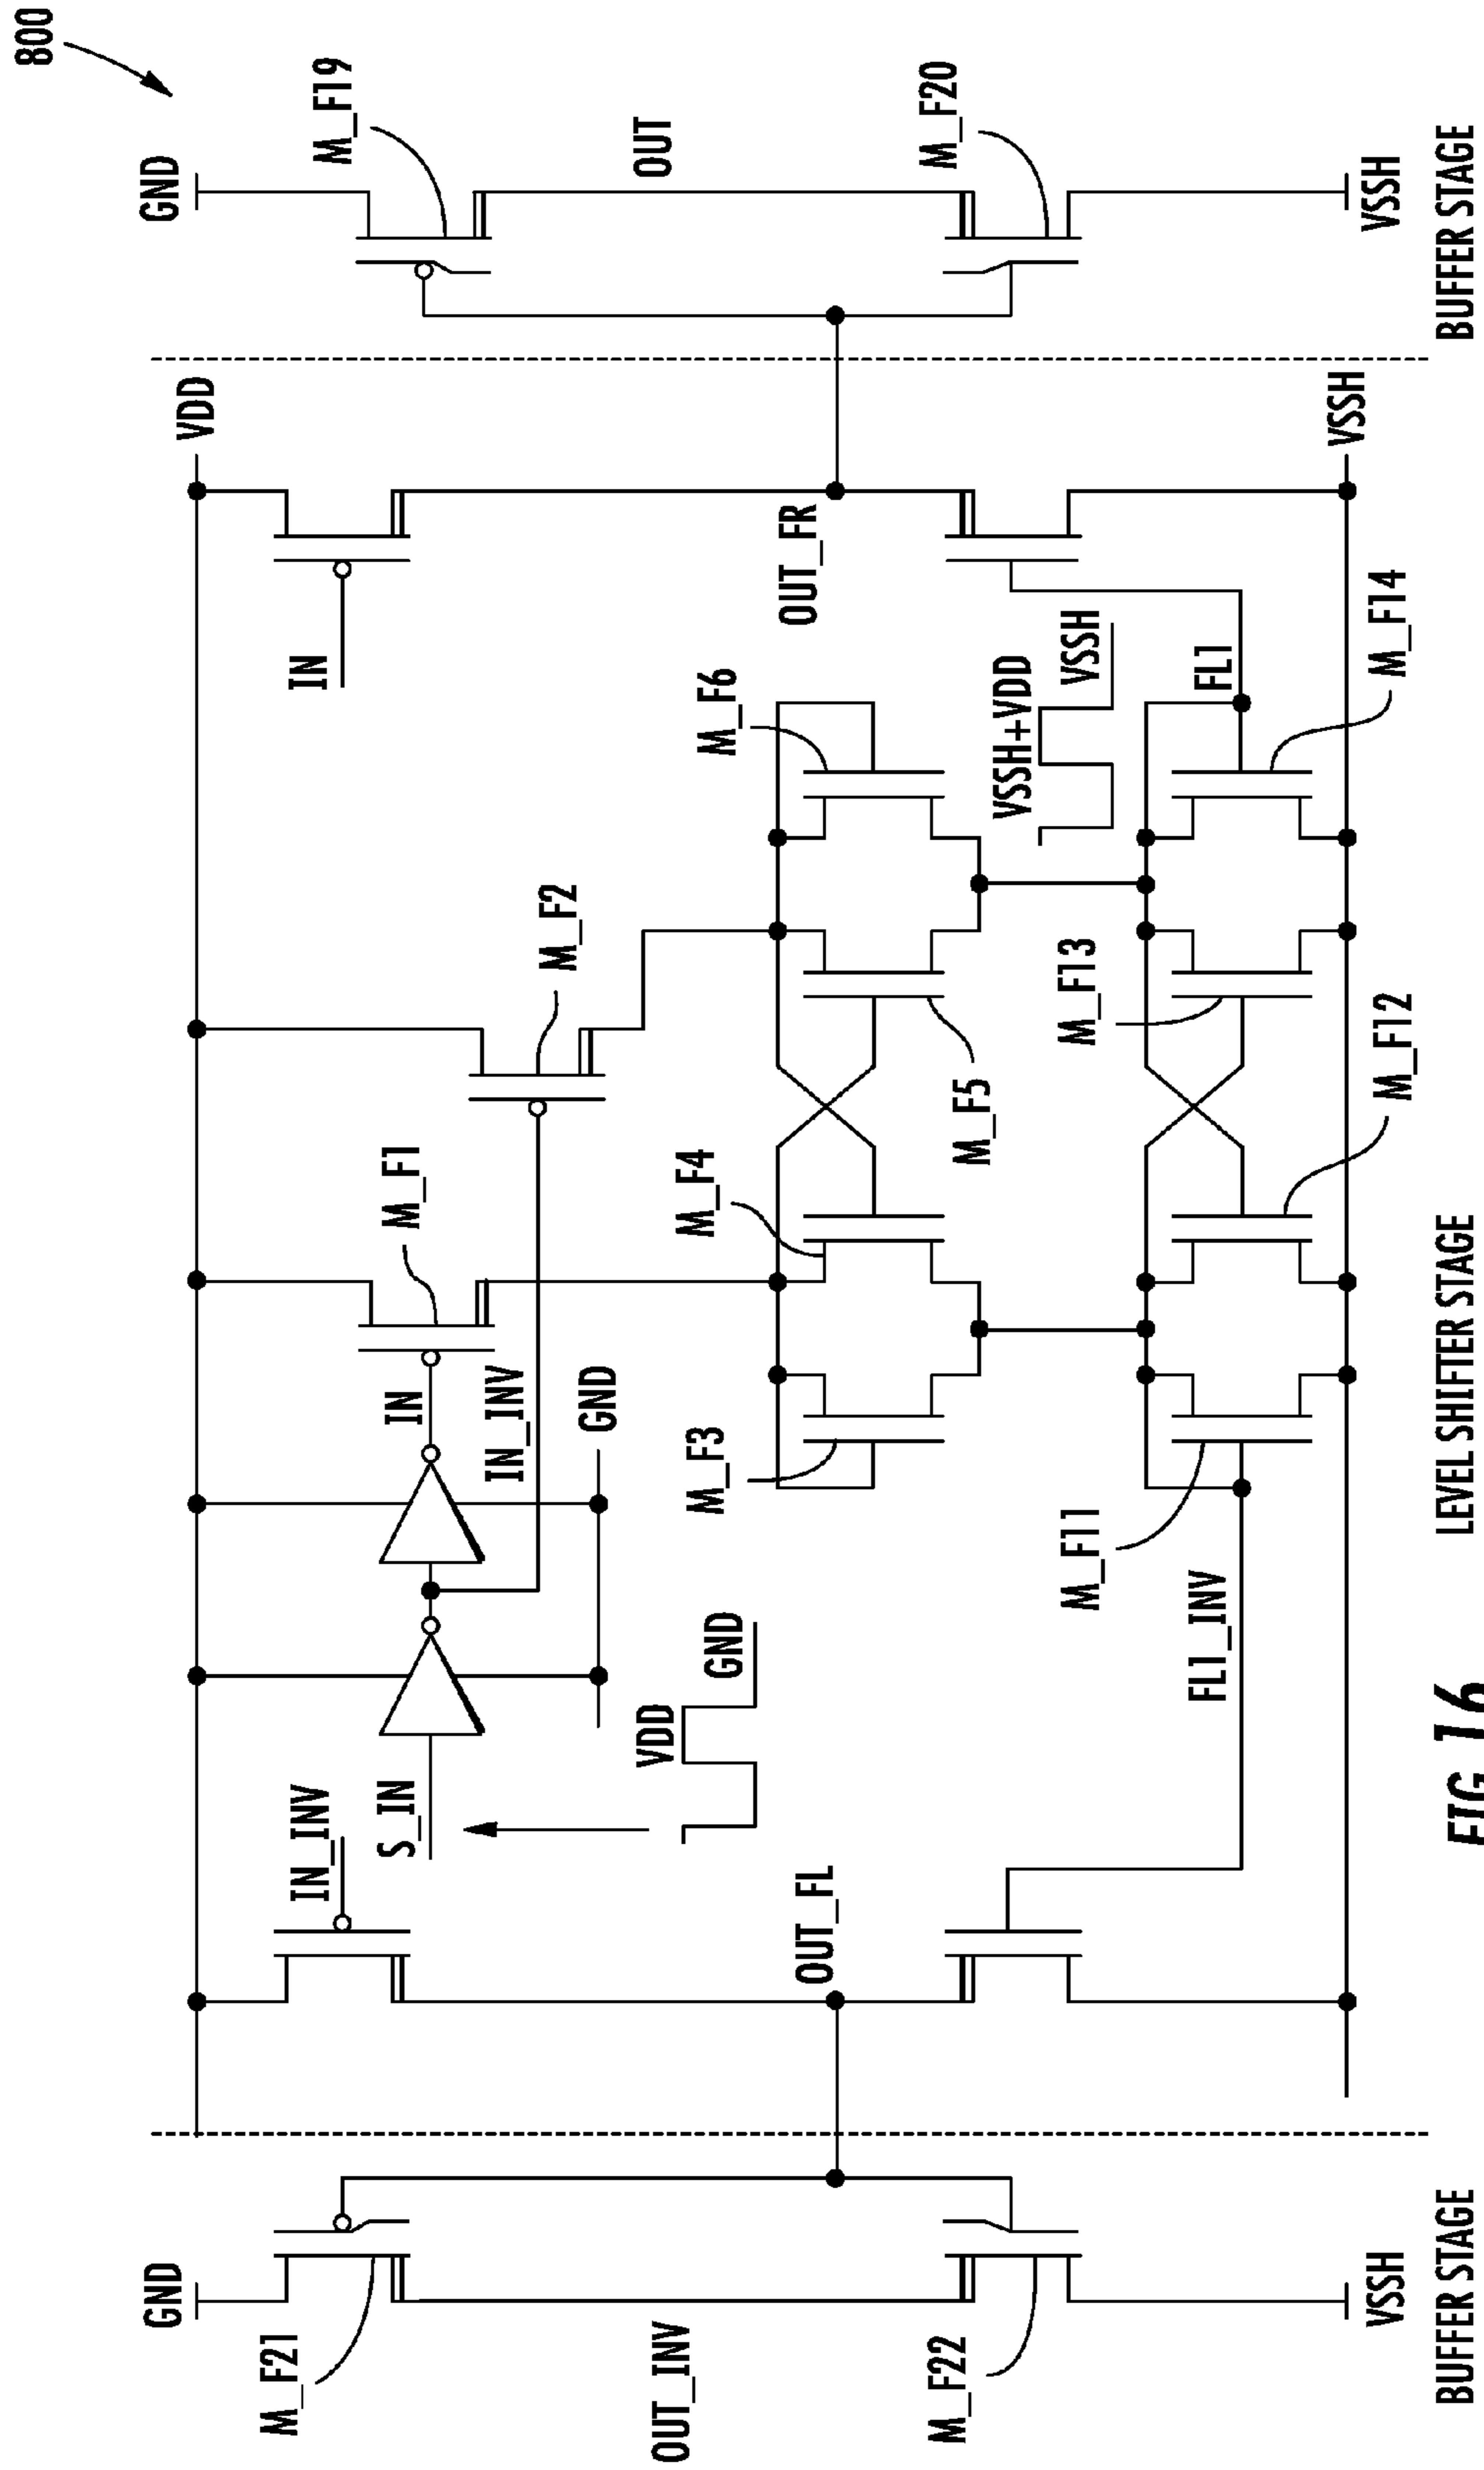 800
GND
M_F19
OUT
M_F20
VSSH
BUFFER STAGE
VDD
IN
OUT_FR
VSSH
M_F6
VSSH+VDD
VSSH
FL1
M_F14
M_F2
M_F13
M_F5
M_F12
M_F1
M_F4
IN
IN_INV
GND
M_F3
M_F11
FL1_INV
LEVEL SHIFTER STAGE
S_IN
VDD
GND
IN_INV
OUT_FL
GND
M_F21
OUT_INV
M_F22
VSSH
BUFFER STAGE
FIG. 16